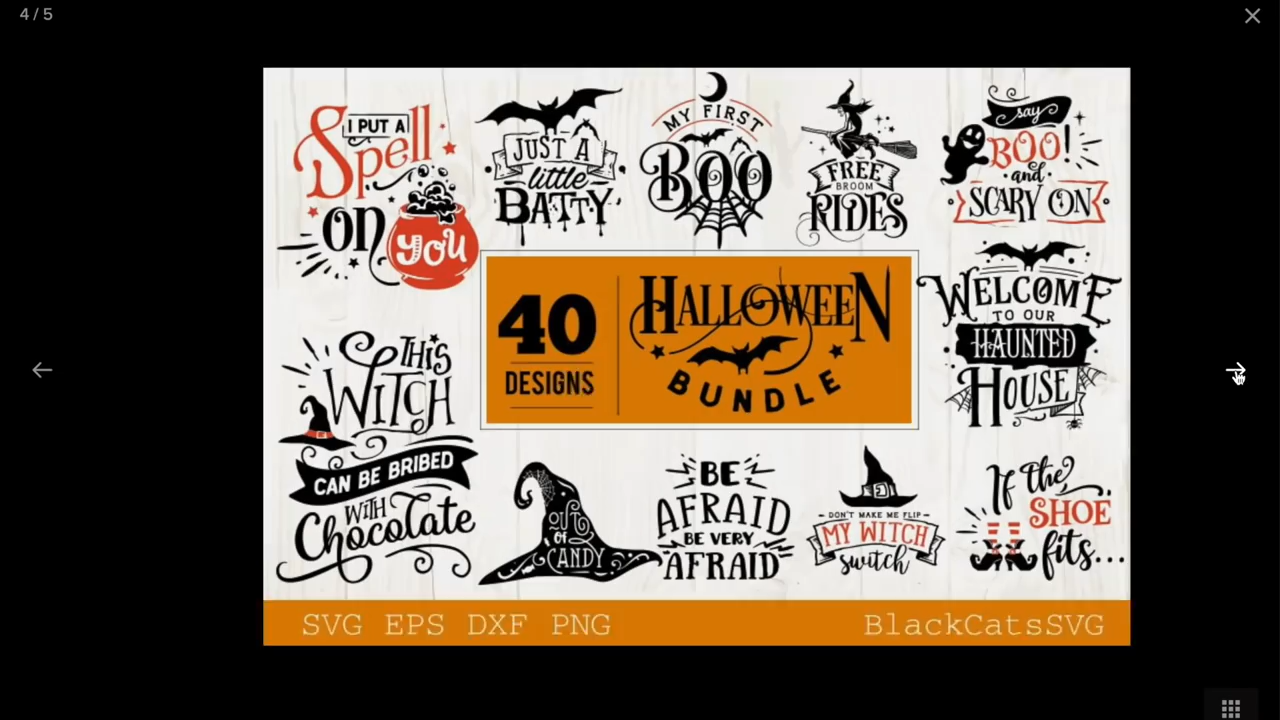 4 / 5
I PUT A
Spell
on
you
JUST A
little
BATTY
MY FIRST
BOO
FREE
BROOM
RIDES
say
BOO!
and
SCARY ON
40
DESIGNS
HALLOWEEN
BUNDLE
WELCOME
TO OUR
HAUNTED
HOUSE
THIS
WITCH
CAN BE BRIBED
WITH
Chocolate
OUT
OF
CANDY
BE
AFRAID
BE VERY
AFRAID
DON'T MAKE ME FLIP
MY WITCH
switch
If the
SHOE
fits...
SVG EPS DXF PNG
BlackCatsSVG